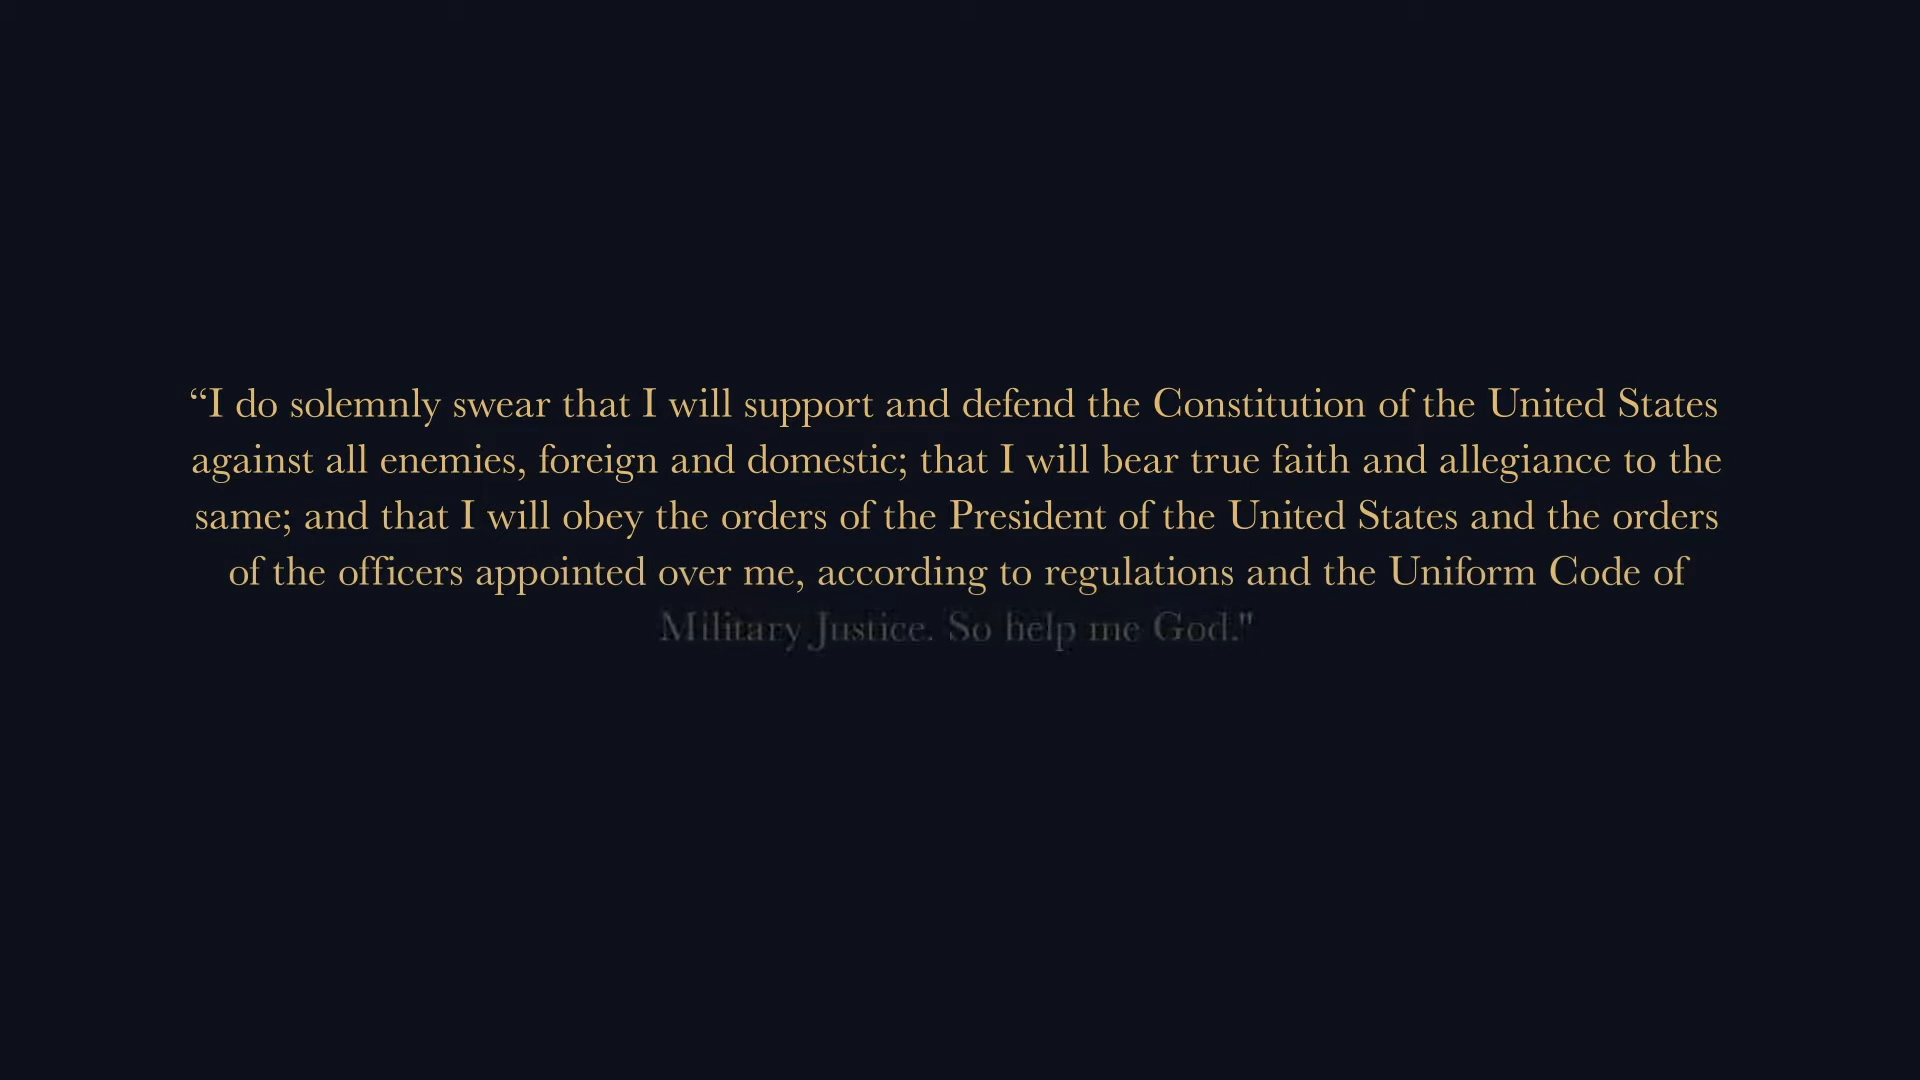 “I do solemnly swear that I will support and defend the Constitution of the United States
against all enemies, foreign and domestic; that I will bear true faith and allegiance to the
same; and that I will obey the orders of the President of the United States and the orders
of the officers appointed over me, according to regulations and the Uniform Code of
Military Justice. So help me God."